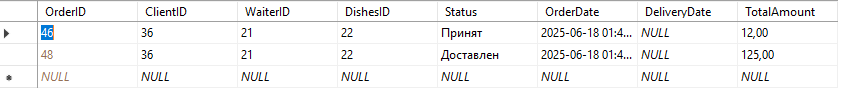 OrderID ClientID WaiterID DishesID Status OrderDate DeliveryDate TotalAmount
46 36 21 22 Принят 2025-06-18 01:4... NULL 12,00
48 36 21 22 Доставлен 2025-06-18 01:4... NULL 125,00
NULL NULL NULL NULL NULL NULL NULL NULL